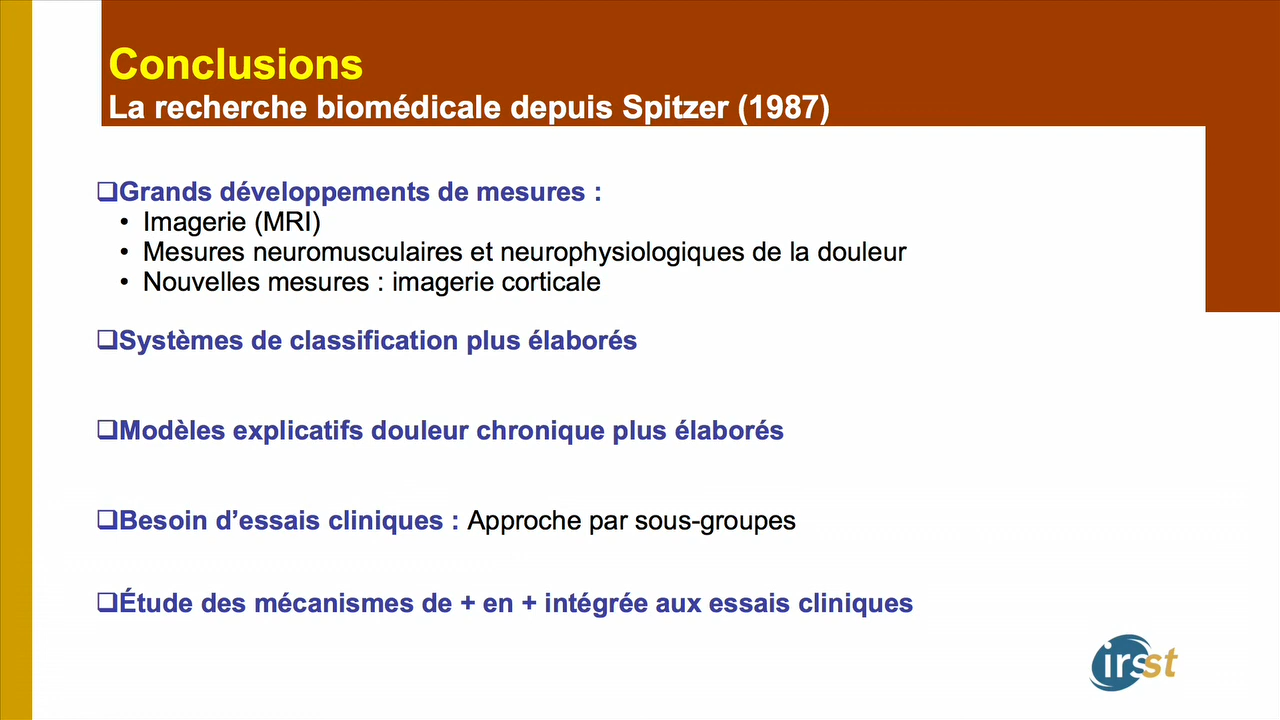 Conclusions
La recherche biomédicale depuis Spitzer (1987)
❑Grands développements de mesures :
• Imagerie (MRI)
• Mesures neuromusculaires et neurophysiologiques de la douleur
• Nouvelles mesures : imagerie corticale
❑Systèmes de classification plus élaborés
❑Modèles explicatifs douleur chronique plus élaborés
❑Besoin d’essais cliniques : Approche par sous-groupes
❑Étude des mécanismes de + en + intégrée aux essais cliniques
irsst